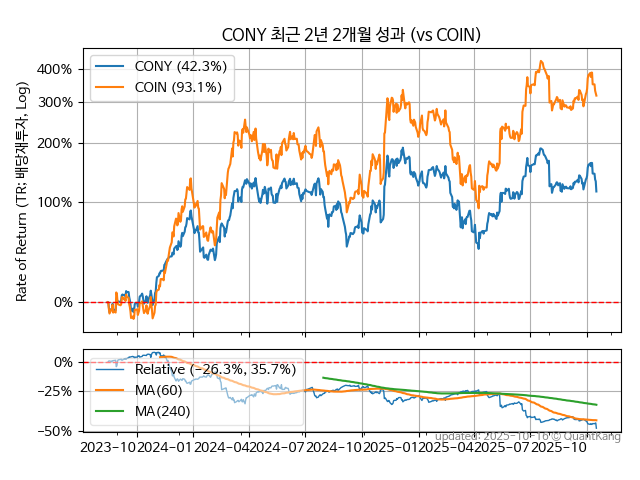 CONY 최근 2년 2개월 성과 (vs COIN)
Rate of Return (TR: 배당재투자, Log)
400%
300%
200%
100%
0%
CONY (42.3%)
COIN (93.1%)
0%
−25%
−50%
Relative (−26.3%, 35.7%)
MA(60)
MA(240)
2023−10 2024−01 2024−04 2024−07 2024−10 2025−01 2025−04 2025−07 2025−10
updated: 2025−10−16 © QuantKang